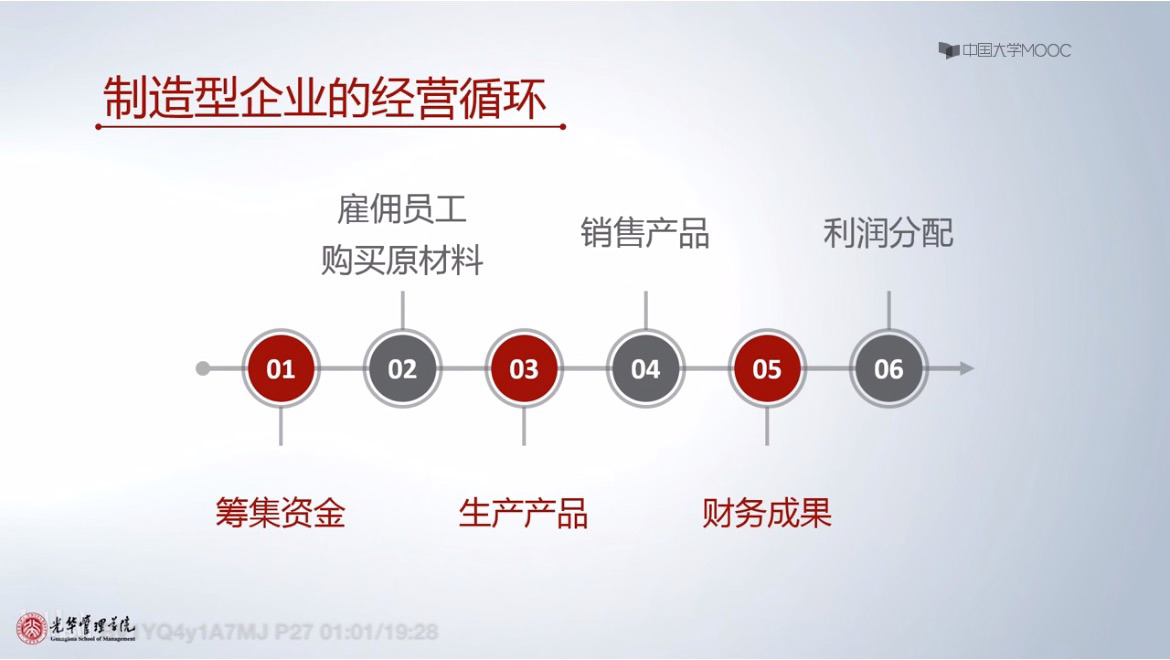 中国大学MOOC
制造型企业的经营循环
雇佣员工
购买原材料
销售产品
利润分配
01
02
03
04
05
06
筹集资金
生产产品
财务成果
光华管理学院
Guanghua School of Management
YQ4y1A7MJ P27 01:01/19:28